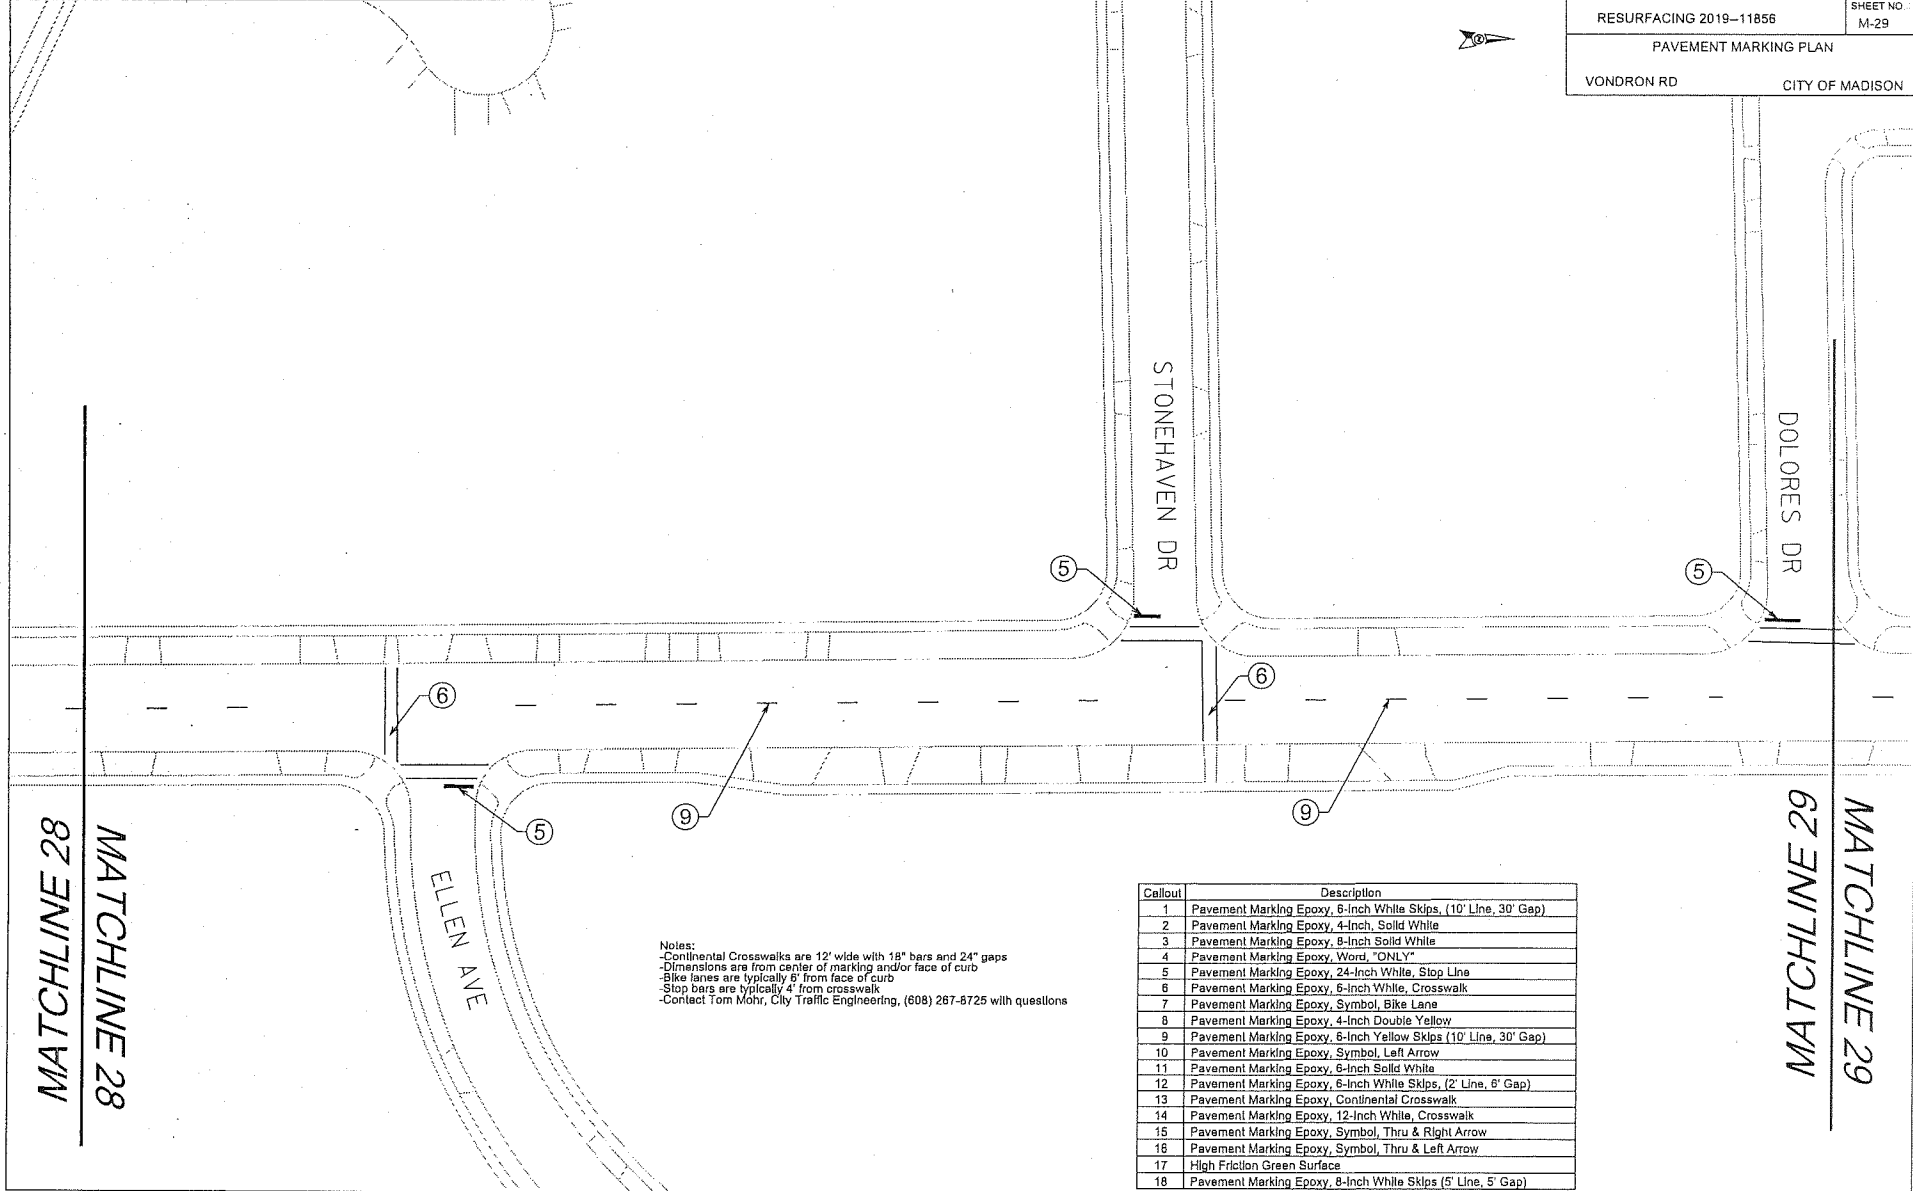 RESURFACING 2019-11856
SHEET NO.:
M-29
PAVEMENT MARKING PLAN
VONDRON RD
CITY OF MADISON
STONEHAVEN DR
DOLORES DR
5
5
6
6
9
9
5
ELLEN AVE
MATCHLINE 28
MATCHLINE 28
MATCHLINE 29
MATCHLINE 29
Notes:
-Continental Crosswalks are 12' wide with 18" bars and 24" gaps
-Dimensions are from center of marking and/or face of curb
-Bike lanes are typically 6' from face of curb
-Stop bars are typically 4' from crosswalk
-Contact Tom Mohr, City Traffic Engineering, (608) 267-8725 with questions
Callout Description
1 Pavement Marking Epoxy, 6-Inch White Skips, (10' Line, 30' Gap)
2 Pavement Marking Epoxy, 4-Inch, Solid White
3 Pavement Marking Epoxy, 8-Inch Solid White
4 Pavement Marking Epoxy, Word, "ONLY"
5 Pavement Marking Epoxy, 24-Inch White, Stop Line
6 Pavement Marking Epoxy, 6-Inch White, Crosswalk
7 Pavement Marking Epoxy, Symbol, Bike Lane
8 Pavement Marking Epoxy, 4-Inch Double Yellow
9 Pavement Marking Epoxy, 6-Inch Yellow Skips (10' Line, 30' Gap)
10 Pavement Marking Epoxy, Symbol, Left Arrow
11 Pavement Marking Epoxy, 6-Inch Solid White
12 Pavement Marking Epoxy, 6-Inch White Skips, (2' Line, 6' Gap)
13 Pavement Marking Epoxy, Continental Crosswalk
14 Pavement Marking Epoxy, 12-Inch White, Crosswalk
15 Pavement Marking Epoxy, Symbol, Thru & Right Arrow
16 Pavement Marking Epoxy, Symbol, Thru & Left Arrow
17 High Friction Green Surface
18 Pavement Marking Epoxy, 8-Inch White Skips (5' Line, 5' Gap)